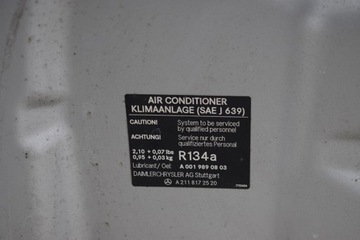 AIR CONDITIONER
KLIMAANLAGE (SAE J 639)
CAUTION! System to be serviced
by qualified personnel
ACHTUNG! Service nur durch
qualifiziertes Personal
2,10 + 0,07 lbs
0,95 + 0,03 kg R134a
Lubricant/ Oel: A 001 989 08 03
DAIMLERCHRYSLER AG Stuttgart
A 211 817 25 20